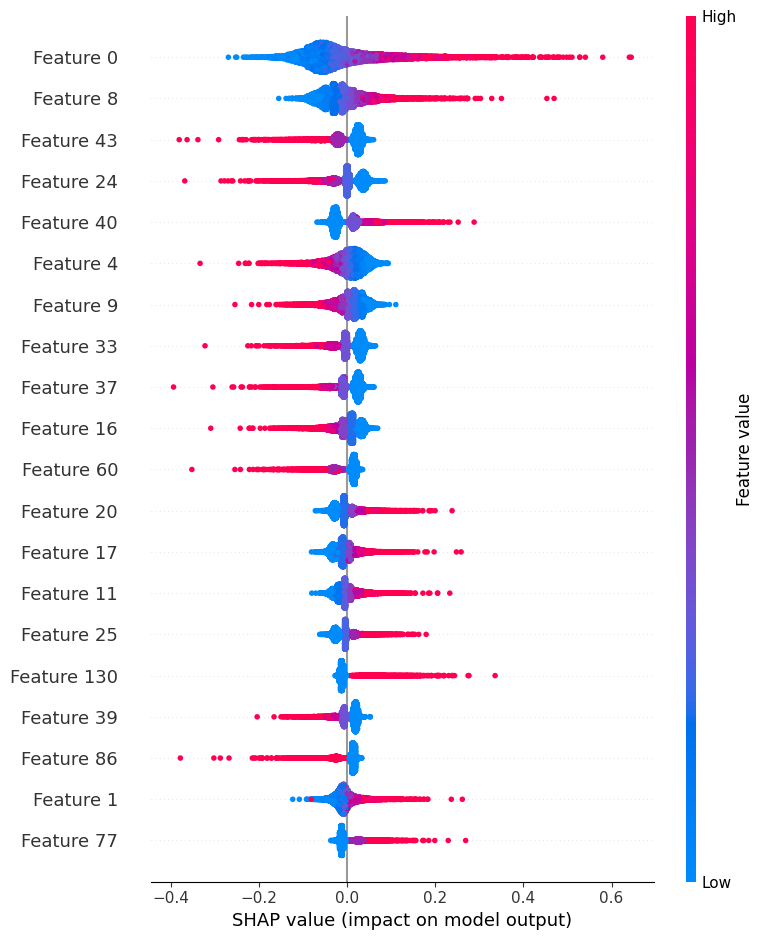 High
Feature 0
Feature 8
Feature 43
Feature 24
Feature 40
Feature 4
Feature 9
Feature 33
Feature 37
Feature 16
Feature 60
Feature 20
Feature 17
Feature 11
Feature 25
Feature 130
Feature 39
Feature 86
Feature 1
Feature 77
Feature value
Low
−0.4 −0.2 0.0 0.2 0.4 0.6
SHAP value (impact on model output)